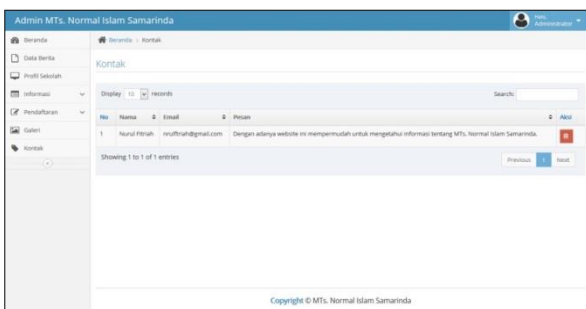 Admin MTs. Normal Islam Samarinda
Helo,
Administrator
Beranda
Beranda > Kontak
Data Berita
Kontak
Profil Sekolah
Informasi
Display 10 records
Search:
Pendaftaran
No Nama Email Pesan Aksi
Galeri
1 Nurul Fitriah nruftriah@gmail.com Dengan adanya website ini mempermudah untuk mengetahui informasi tentang MTs. Normal Islam Samarinda.
Kontak
Showing 1 to 1 of 1 entries
Previous 1 Next
Copyright © MTs. Normal Islam Samarinda